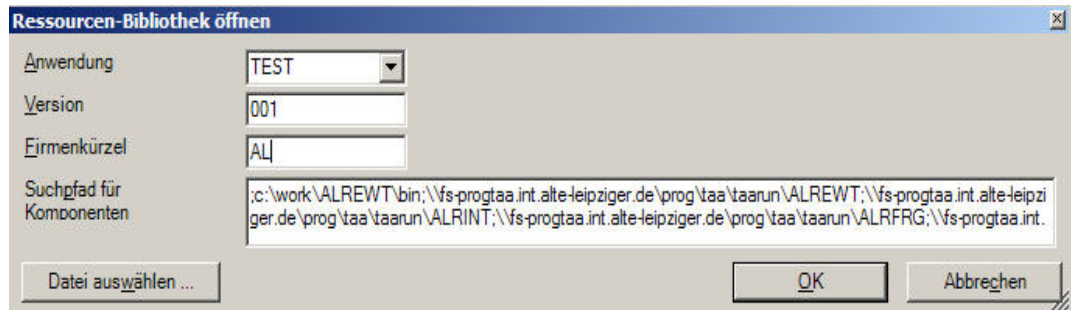 Ressourcen-Bibliothek öffnen
Anwendung TEST
Version 001
Firmenkürzel AL
Suchpfad für
Komponenten
;c:\work\ALREWT\bin;\\fs-progtaa.int.alte-leipziger.de\prog\taa\taarun\ALREWT;\\fs-progtaa.int.alte-leipzi
ger.de\prog\taa\taarun\ALRINT;\\fs-progtaa.int.alte-leipziger.de\prog\taa\taarun\ALRFRG;\\fs-progtaa.int.
Datei auswählen ... OK Abbrechen